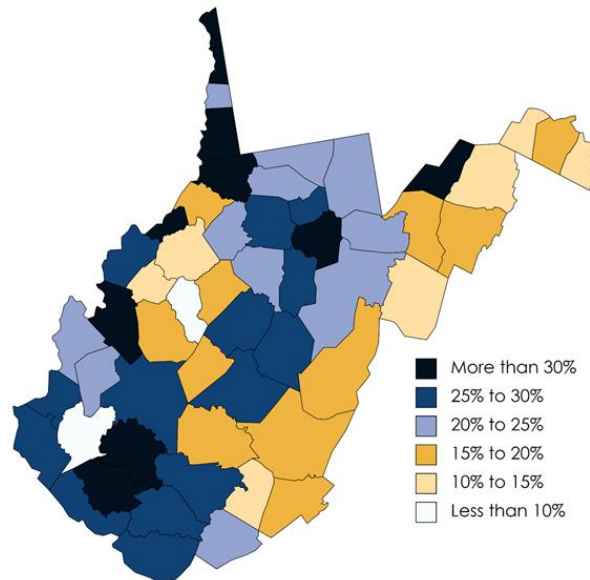 More than 30%
25% to 30%
20% to 25%
15% to 20%
10% to 15%
Less than 10%